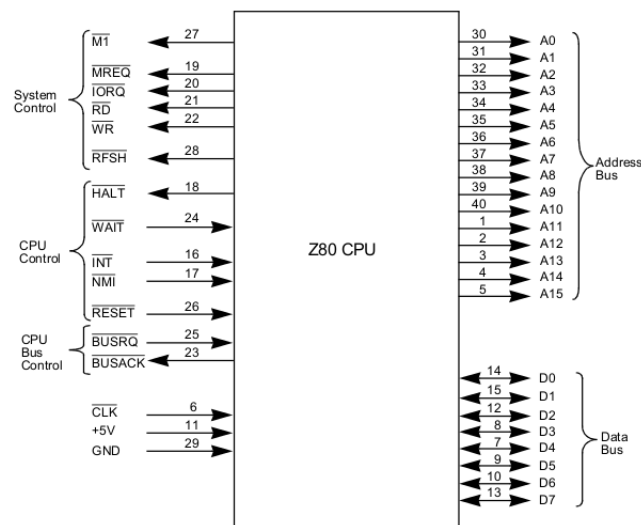 M1 27
MREQ 19
IORQ 20
RD 21
WR 22
RFSH 28
System
Control
HALT 18
WAIT 24
INT 16
NMI 17
RESET 26
CPU
Control
BUSRQ 25
BUSACK 23
CPU
Bus
Control
CLK 6
+5V 11
GND 29
Z80 CPU
30 A0
31 A1
32 A2
33 A3
34 A4
35 A5
36 A6
37 A7
38 A8
39 A9
40 A10
1 A11
2 A12
3 A13
4 A14
5 A15
Address
Bus
14 D0
15 D1
12 D2
8 D3
7 D4
9 D5
10 D6
13 D7
Data
Bus